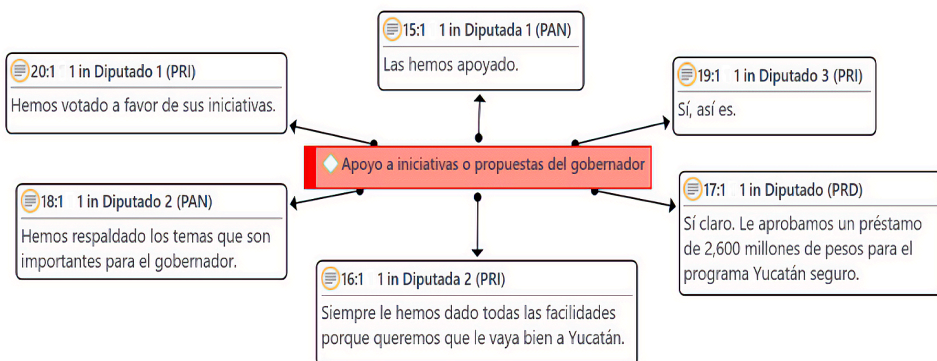 15:1 1 in Diputada 1 (PAN)
Las hemos apoyado.
20:1 1 in Diputado 1 (PRI)
Hemos votado a favor de sus iniciativas.
19:1 1 in Diputado 3 (PRI)
Sí, así es.
Apoyo a iniciativas o propuestas del gobernador
18:1 1 in Diputado 2 (PAN)
Hemos respaldado los temas que son
importantes para el gobernador.
17:1 1 in Diputado (PRD)
Sí claro. Le aprobamos un préstamo
de 2,600 millones de pesos para el
programa Yucatán seguro.
16:1 1 in Diputada 2 (PRI)
Siempre le hemos dado todas las facilidades
porque queremos que le vaya bien a Yucatán.